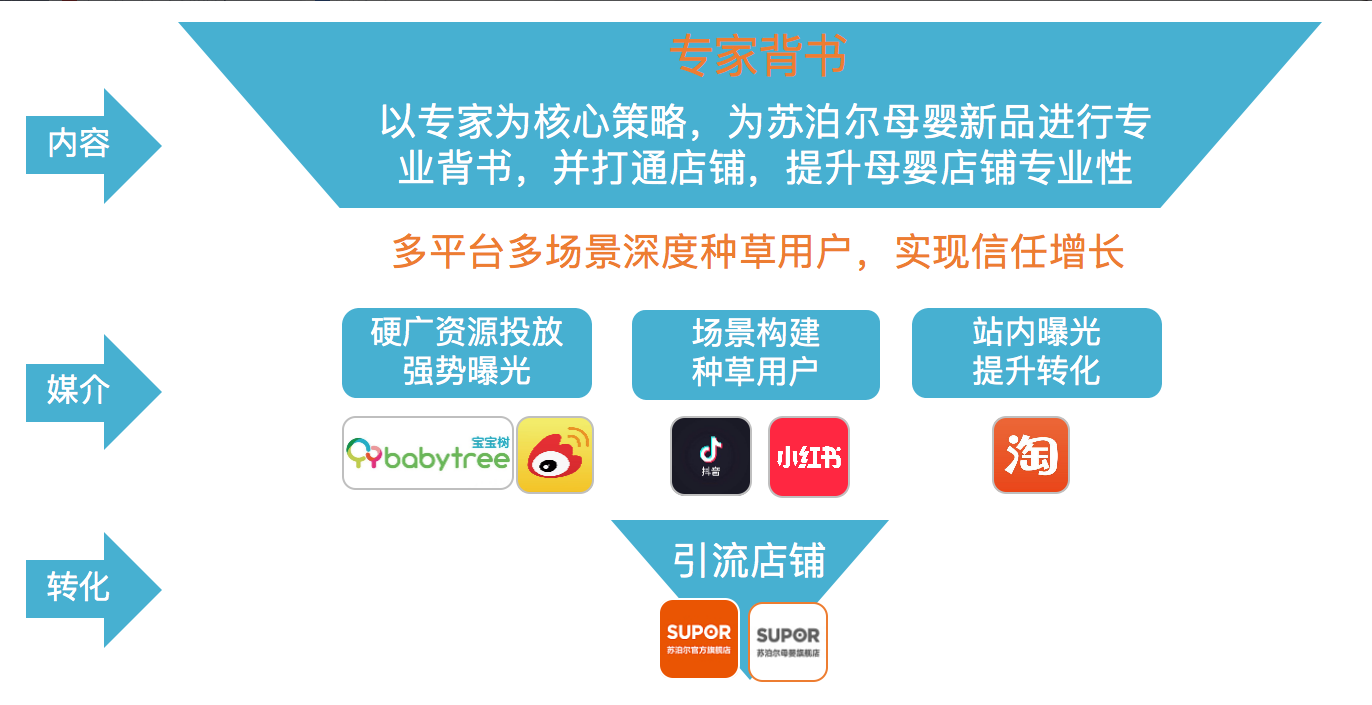 专家背书
以专家为核心策略，为苏泊尔母婴新品进行专
业背书，并打通店铺，提升母婴店铺专业性
内容
多平台多场景深度种草用户，实现信任增长
媒介
硬广资源投放
强势曝光
场景构建
种草用户
站内曝光
提升转化
宝宝树
babytree
抖音
小红书
淘
转化
引流店铺
SUPOR
苏泊尔官方旗舰店
SUPOR
苏泊尔母婴旗舰店